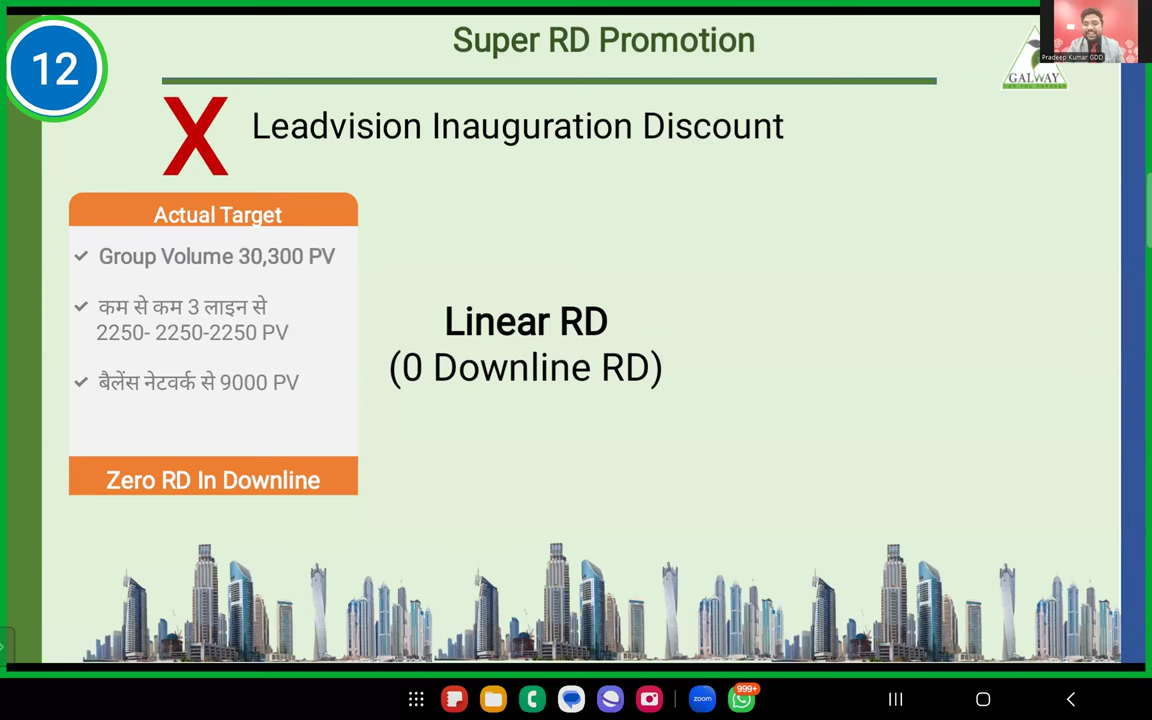 Super RD Promotion
12
Pradeep Kumar GDD
GALWAY
X Leadvision Inauguration Discount
Actual Target
Group Volume 30,300 PV
कम से कम 3 लाइन से
2250- 2250-2250 PV
बैलेंस नेटवर्क से 9000 PV
Linear RD
(0 Downline RD)
Zero RD In Downline
zoom
999+